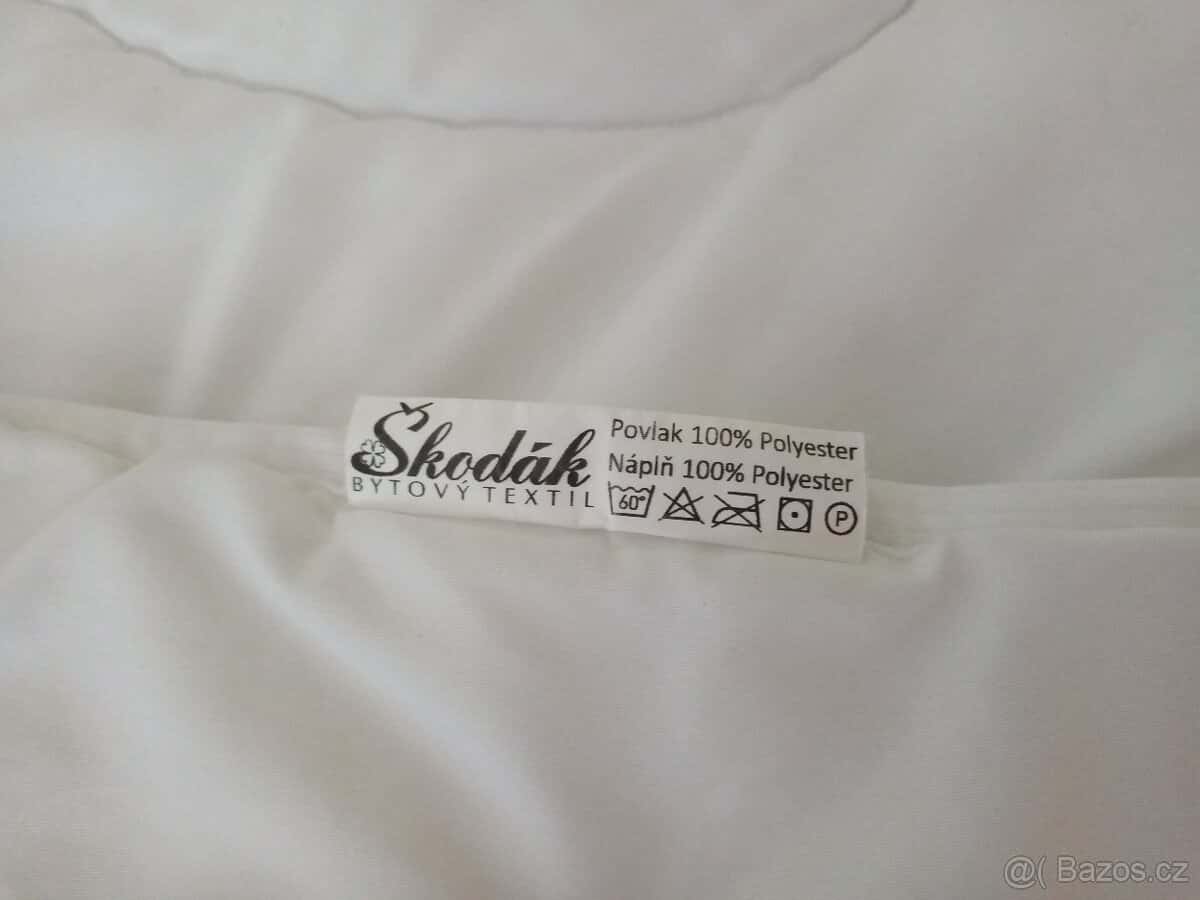 Škodák
BYTOVÝ TEXTIL
Povlak 100% Polyester
Náplň 100% Polyester
60°
P
@( Bazos.cz